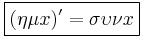 (ημx)′ = συνx